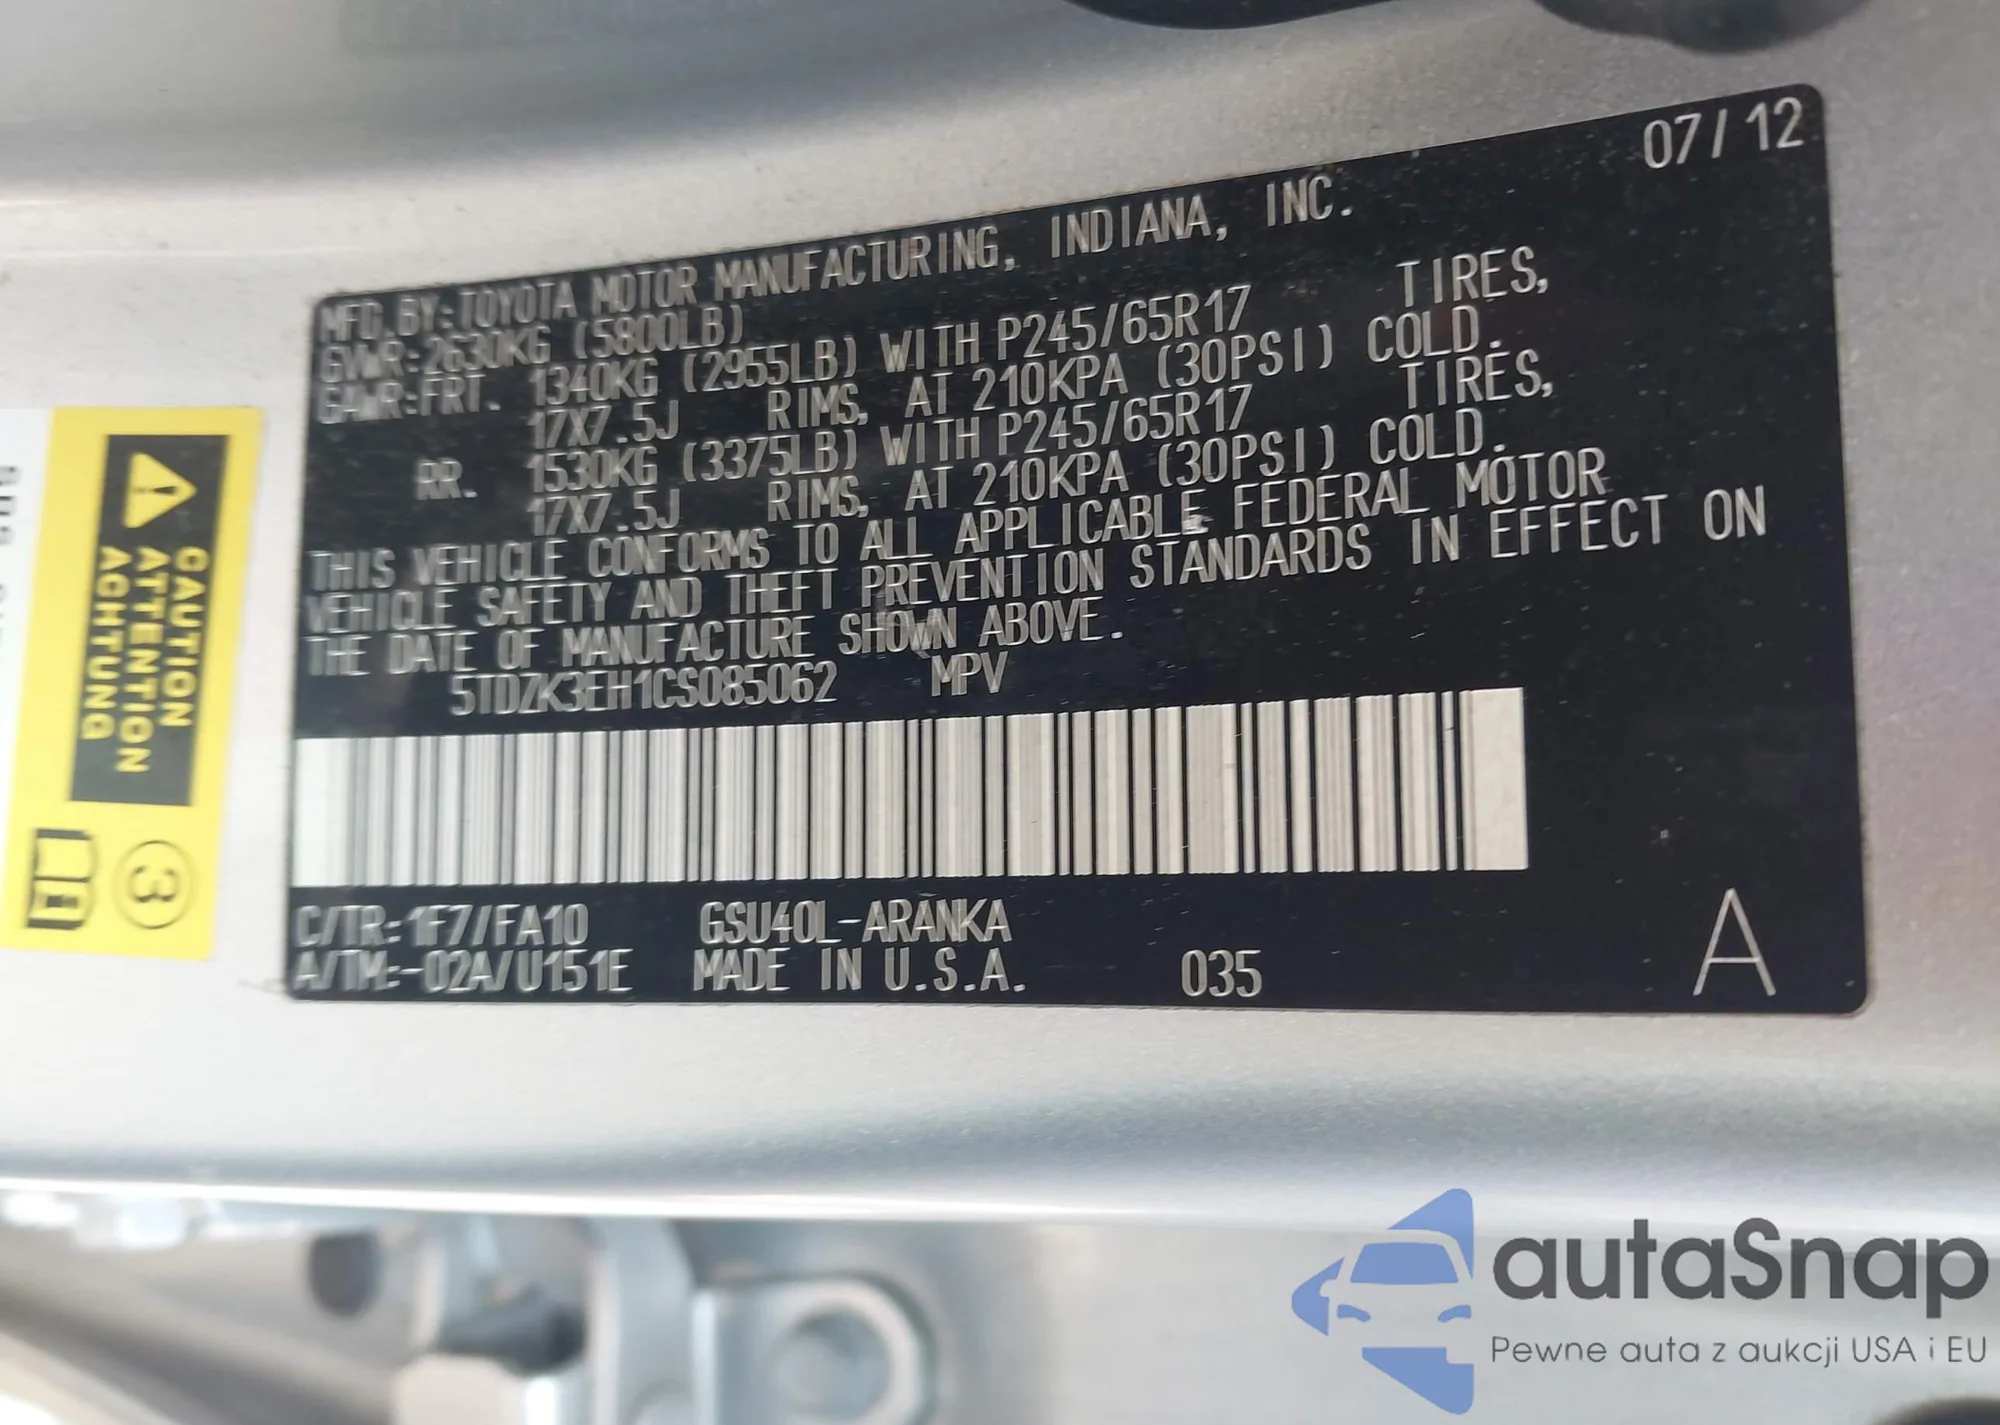 07/12
MFD.BY:TOYOTA MOTOR MANUFACTURING, INDIANA, INC.
GVWR:2630KG (5800LB)
GAWR:FRT. 1340KG (2955LB) WITH P245/65R17 TIRES,
17X7.5J RIMS, AT 210KPA (30PSI) COLD.
RR. 1530KG (3375LB) WITH P245/65R17 TIRES,
17X7.5J RIMS, AT 210KPA (30PSI) COLD.
THIS VEHICLE CONFORMS TO ALL APPLICABLE FEDERAL MOTOR
VEHICLE SAFETY AND THEFT PREVENTION STANDARDS IN EFFECT ON
THE DATE OF MANUFACTURE SHOWN ABOVE.
5TDZK3EH1CS085062 MPV
C/TR:1F7/FA10 GSU40L-ARANKA
A/TM:-02A/U151E MADE IN U.S.A. 035 A
CAUTION
ATTENTION
ACHTUNG
3
autaSnap
Pewne auta z aukcji USA i EU